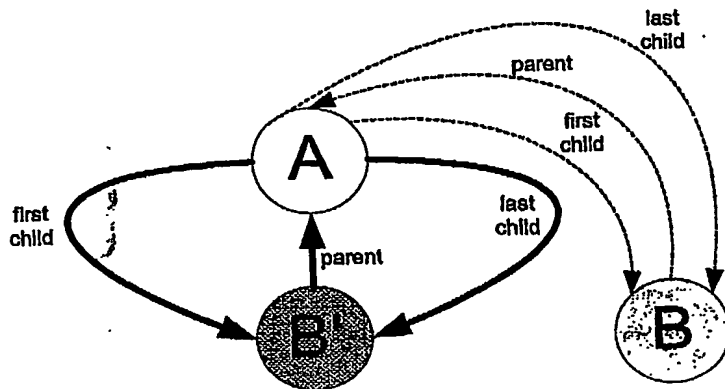 last
child
parent
first
child
A
first
child
last
child
parent
B'
B